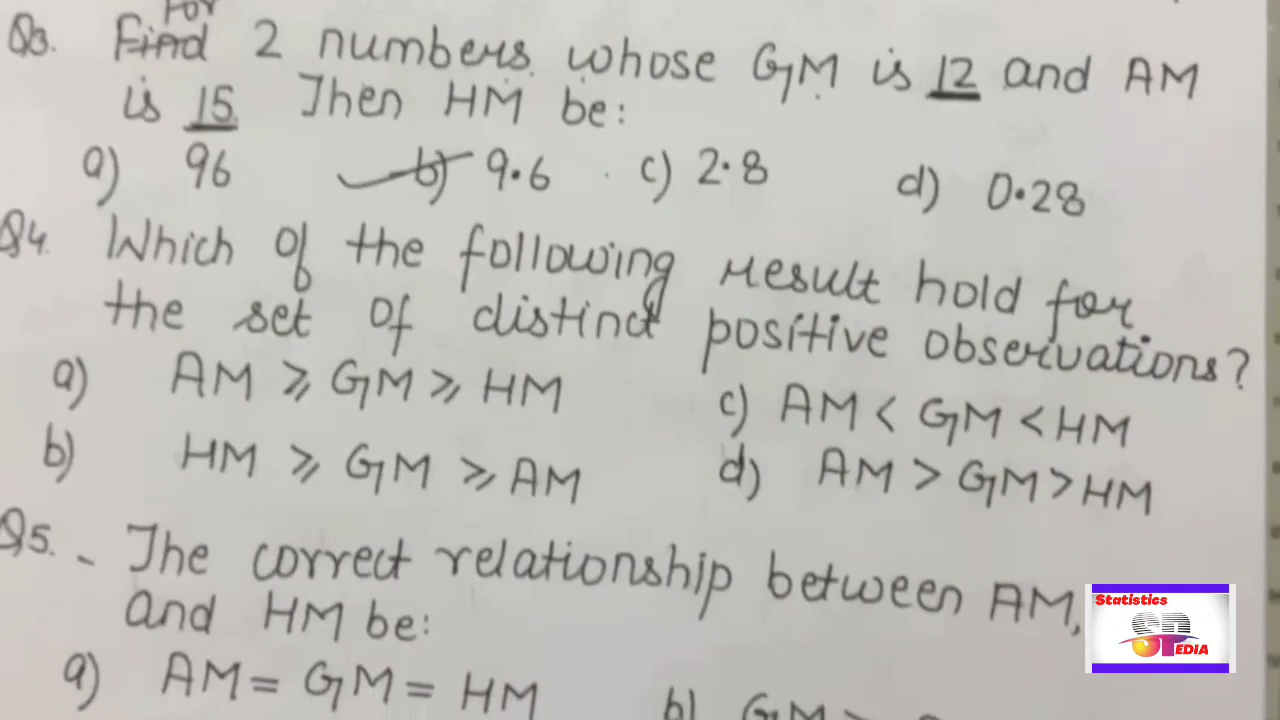 For
Q3. Find 2 numbers whose GM is 12 and AM
is 15. Then HM be:
a) 96 b) 9.6 c) 2.8 d) 0.28
Q4. Which of the following result hold for
the set of distinct positive observations?
a) AM ≥ GM ≥ HM c) AM < GM < HM
b) HM ≥ GM ≥ AM d) AM > GM > HM
Q5. - The correct relationship between AM,
and HM be:
a) AM = GM = HM b) GM
Statistics
PEDIA